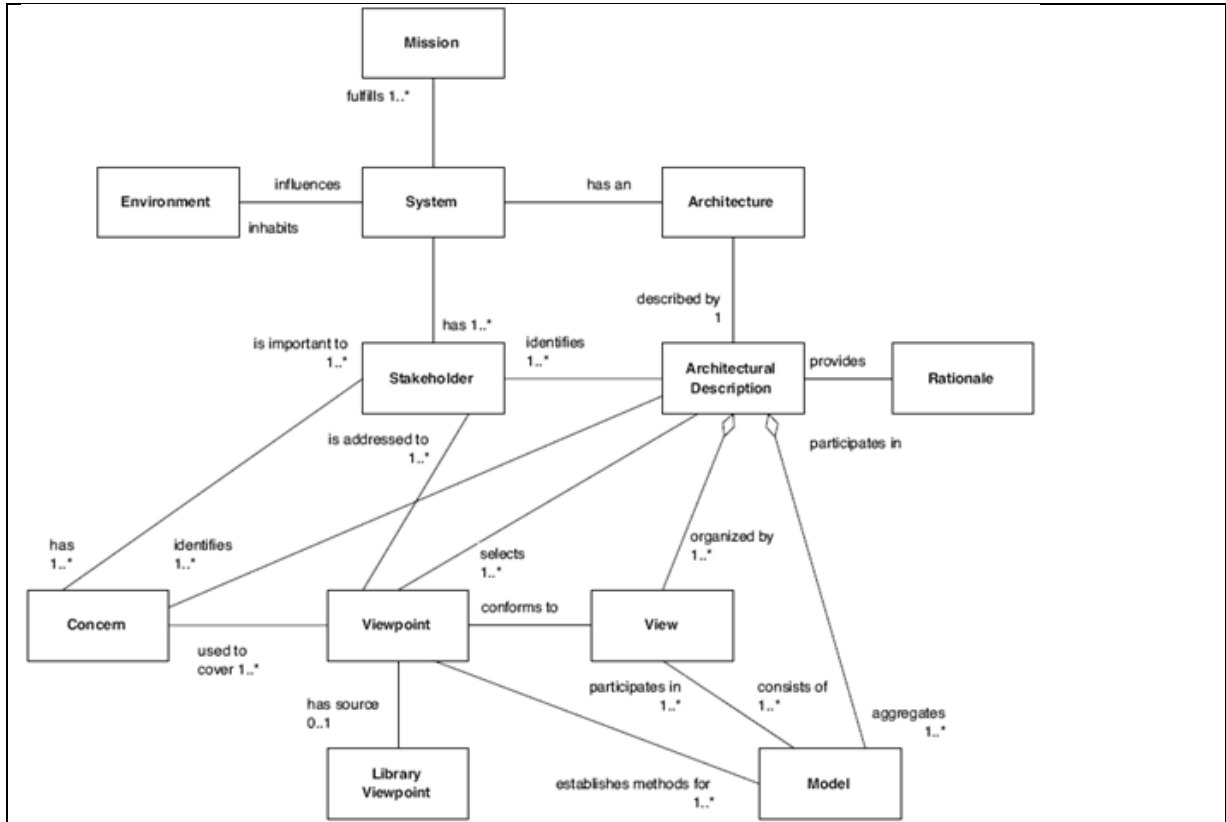 Mission
fulfills 1..*
Environment
influences
inhabits
System
has an
Architecture
described by
1
has 1..*
is important to
1..*
Stakeholder
identifies
1..*
Architectural
Description
provides
Rationale
is addressed to
1..*
participates in
has
1..*
identifies
1..*
selects
1..*
organized by
1..*
Concern
used to
cover 1..*
Viewpoint
conforms to
View
has source
0..1
participates in
1..*
consists of
1..*
aggregates
1..*
Library
Viewpoint
establishes methods for
1..*
Model